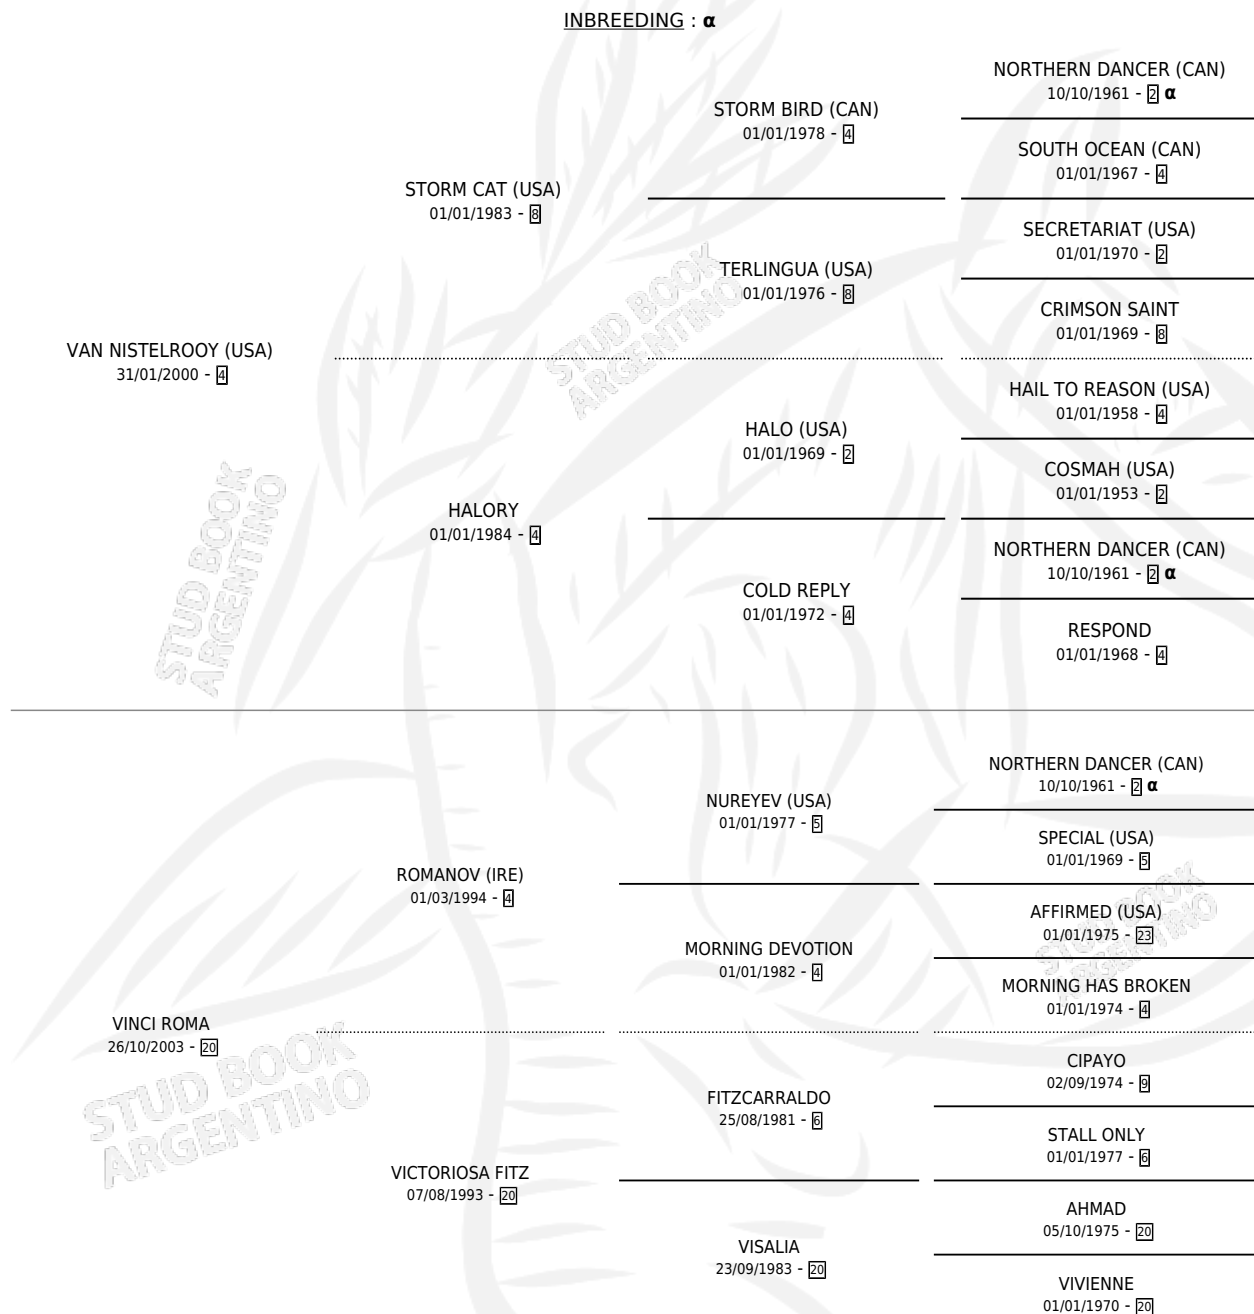 INBREEDING : α
NORTHERN DANCER (CAN)
10/10/1961 - 2 α
STORM BIRD (CAN)
01/01/1978 - 4
SOUTH OCEAN (CAN)
01/01/1967 - 4
STORM CAT (USA)
01/01/1983 - 8
SECRETARIAT (USA)
01/01/1970 - 2
TERLINGUA (USA)
01/01/1976 - 8
CRIMSON SAINT
01/01/1969 - 8
VAN NISTELROOY (USA)
31/01/2000 - 4
HAIL TO REASON (USA)
01/01/1958 - 4
HALO (USA)
01/01/1969 - 2
COSMAH (USA)
01/01/1953 - 2
HALORY
01/01/1984 - 4
NORTHERN DANCER (CAN)
10/10/1961 - 2 α
COLD REPLY
01/01/1972 - 4
RESPOND
01/01/1968 - 4
NORTHERN DANCER (CAN)
10/10/1961 - 2 α
NUREYEV (USA)
01/01/1977 - 5
SPECIAL (USA)
01/01/1969 - 5
ROMANOV (IRE)
01/03/1994 - 4
AFFIRMED (USA)
01/01/1975 - 23
MORNING DEVOTION
01/01/1982 - 4
MORNING HAS BROKEN
01/01/1974 - 4
VINCI ROMA
26/10/2003 - 20
CIPAYO
02/09/1974 - 9
FITZCARRALDO
25/08/1981 - 6
STALL ONLY
01/01/1977 - 6
VICTORIOSA FITZ
07/08/1993 - 20
AHMAD
05/10/1975 - 20
VISALIA
23/09/1983 - 20
VIVIENNE
01/01/1970 - 20
STUD BOOK
ARGENTINO
STUD BOOK
ARGENTINO
STUD BOOK
ARGENTINO
STUD BOOK
ARGENTINO